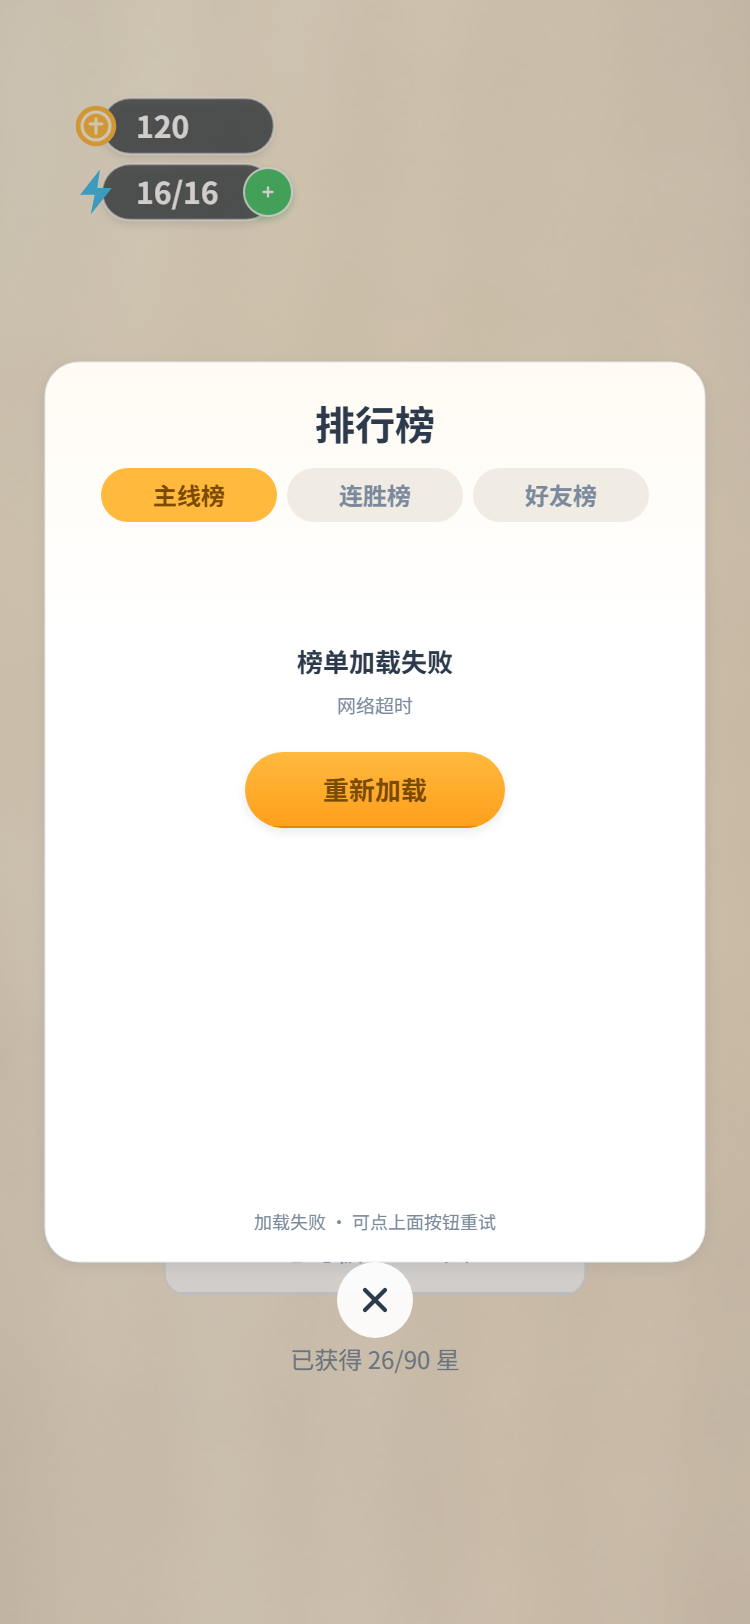 120
16/16
+
排行榜
主线榜
连胜榜
好友榜
榜单加载失败
网络超时
重新加载
加载失败 · 可点上面按钮重试
已获得 26/90 星